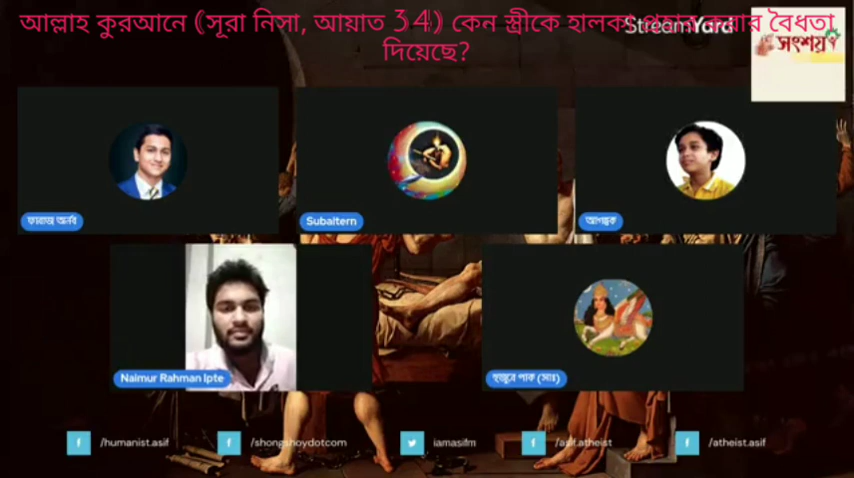 আল্লাহ কুরআনে (সূরা নিসা, আয়াত 34) কেন স্ত্রীকে হালকা প্রহার করার বৈধতা
দিয়েছে?
StreamYard
সংশয়
ফারাজ অর্নব
Subaltern
আগন্তুক
Naimur Rahman Ipte
হুজুরে পাক (সাঃ)
/humanist.asif
/shongshoydotcom
iamasifm
/asif.atheist
/atheist.asif